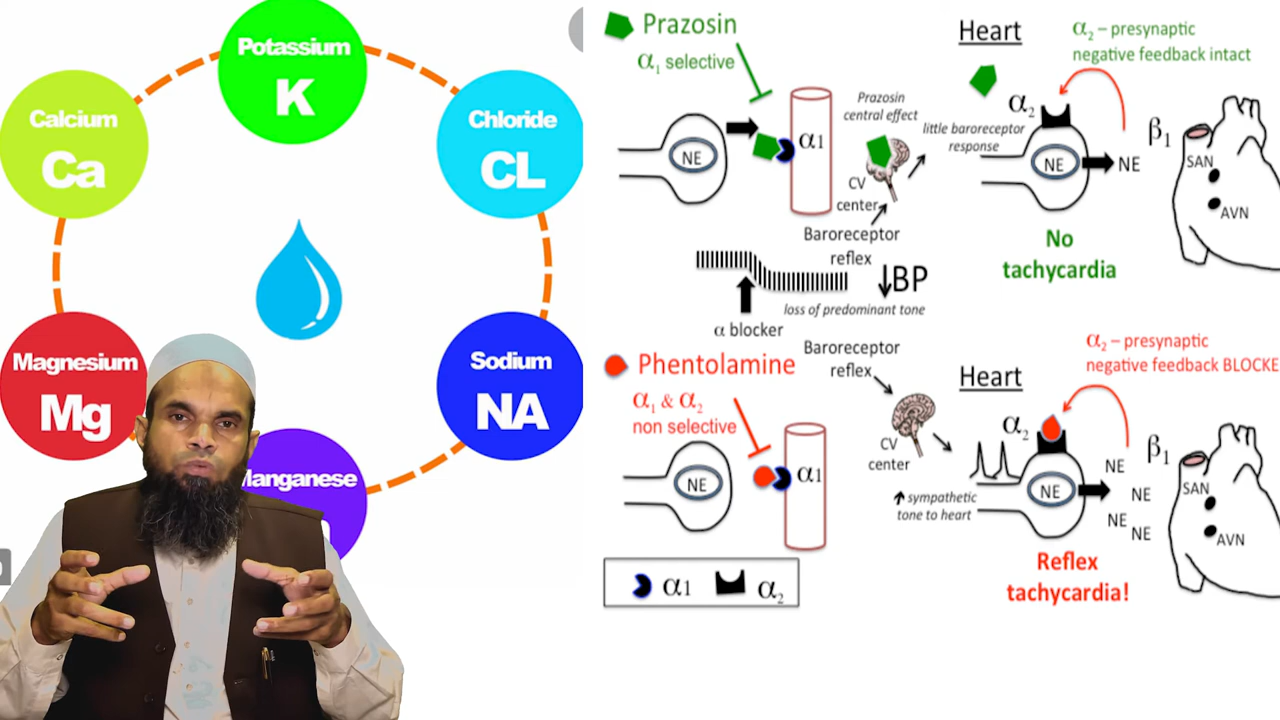 Potassium
K
Calcium
Ca
Chloride
CL
Magnesium
Mg
Sodium
NA
Manganese
Prazosin
α1 selective
NE
α1
Prazosin
central effect
CV
center
little baroreceptor
response
Baroreceptor
reflex
Heart
α2 – presynaptic
negative feedback intact
α2
NE
NE
β1
SAN
AVN
No
tachycardia
↓BP
loss of predominant tone
α blocker
Phentolamine
α1 & α2
non selective
NE
α1
Baroreceptor
reflex
CV
center
↑ sympathetic
tone to heart
Heart
α2 – presynaptic
negative feedback BLOCKE
α2
NE
NE
NE
NE
NE
β1
SAN
AVN
Reflex
tachycardia!
α1
α2